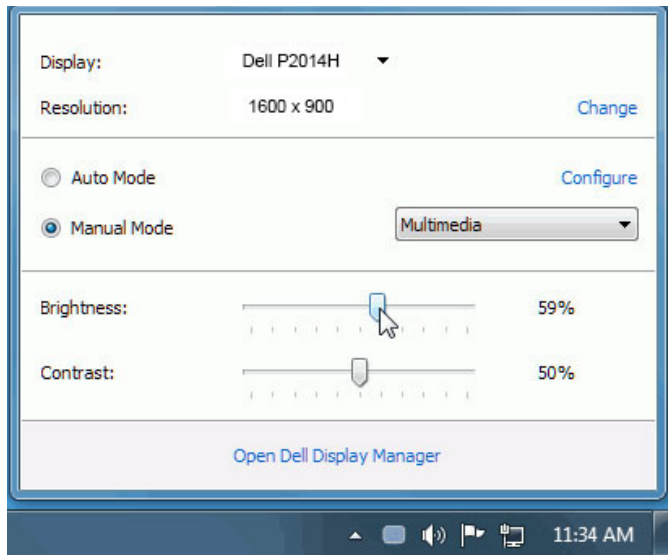 Display: Dell P2014H
Resolution: 1600 x 900 Change
Auto Mode Configure
Manual Mode Multimedia
Brightness: 59%
Contrast: 50%
Open Dell Display Manager
11:34 AM